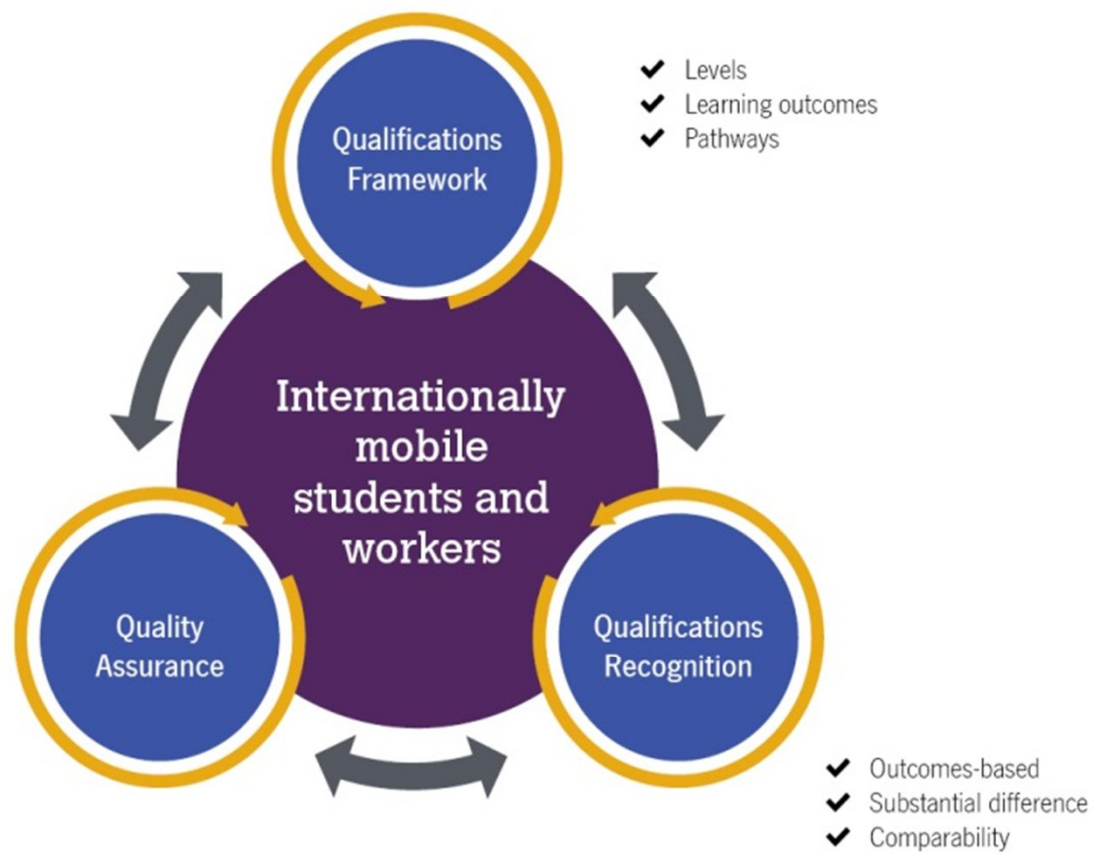 Qualifications
Framework
Levels
Learning outcomes
Pathways
Internationally
mobile
students and
workers
Quality
Assurance
Qualifications
Recognition
Outcomes-based
Substantial difference
Comparability